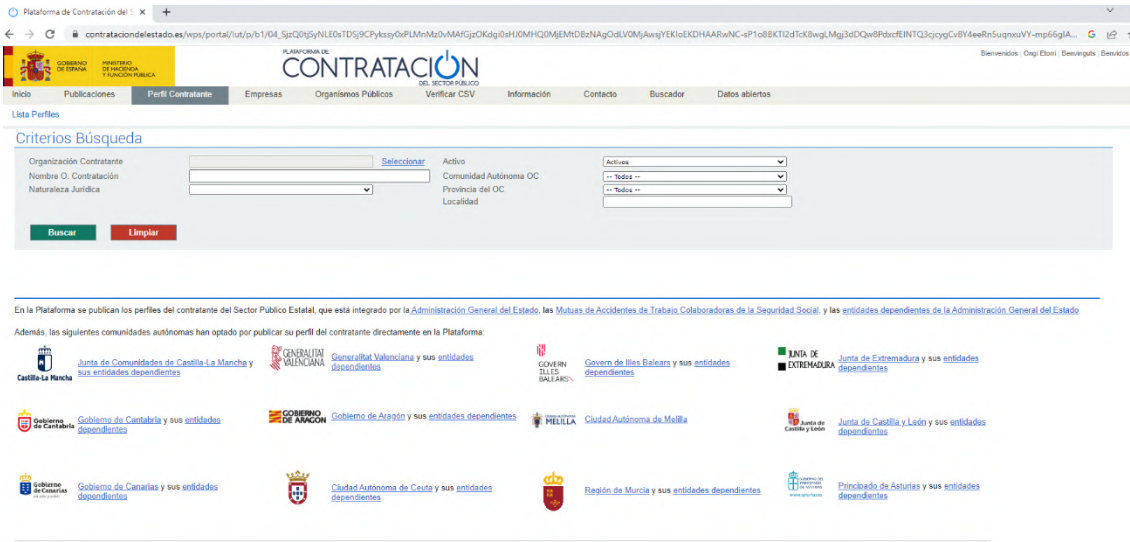 Plataforma de Contratación del S
contrataciondelestado.es/wps/portal/lut/p/b1/
GOBIERNO DE ESPAÑA
MINISTERIO DE HACIENDA Y FUNCIÓN PÚBLICA
PLATAFORMA DE
CONTRATACIÓN
DEL SECTOR PÚBLICO
Bienvenidos | Ongi Etorri | Benvinguts | Benvidos
Inicio Publicaciones Perfil Contratante Empresas Organismos Públicos Verificar CSV Información Contacto Buscador Datos abiertos
Lista Perfiles
Criterios Búsqueda
Organización Contratante Seleccionar Activo Activos
Nombre O. Contratación Comunidad Autónoma OC -- Todos --
Naturaleza Jurídica Provincia del OC -- Todos --
Localidad
Buscar Limpiar
En la Plataforma se publican los perfiles del contratante del Sector Público Estatal, que está integrado por la Administración General del Estado, las Mutuas de Accidentes de Trabajo Colaboradoras de la Seguridad Social, y las entidades dependientes de la Administración General del Estado
Además, las siguientes comunidades autónomas han optado por publicar su perfil del contratante directamente en la Plataforma:
Castilla-La Mancha
Junta de Comunidades de Castilla-La Mancha y
sus entidades dependientes
GENERALITAT
VALENCIANA
Generalitat Valenciana y sus entidades
dependientes
GOVERN
ILLES
BALEARS
Govern de Illes Balears y sus entidades
dependientes
JUNTA DE
EXTREMADURA
Junta de Extremadura y sus entidades
dependientes
Gobierno
de Cantabria
Gobierno de Cantabria y sus entidades
dependientes
GOBIERNO
DE ARAGON
Gobierno de Aragón y sus entidades dependientes
MELILLA
Ciudad Autónoma de Melilla
Junta de
Castilla y León
Junta de Castilla y León y sus entidades
dependientes
Gobierno
de Canarias
Gobierno de Canarias y sus entidades
dependientes
Ciudad Autónoma de Ceuta y sus entidades
dependientes
Región de Murcia y sus entidades dependientes
GOBIERNO DEL
PRINCIPADO
DE ASTURIAS
Principado de Asturias y sus entidades
dependientes